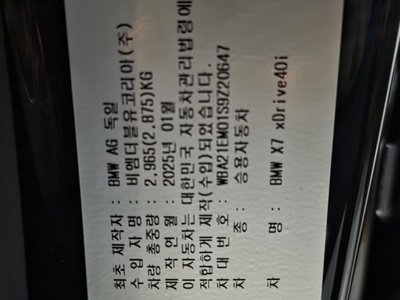 최초 제작자 : BMW AG 독일
수 입 자 명 : 비엠더블유코리아(주)
차량 총중량 : 2,965(2,875)KG
제 작 연 월 : 2025년 01월
이 자동차는 대한민국 자동차관리법령에
적합하게 제작(수입)되었습니다.
차 대 번 호 : WBA21EM01S9Z20647
차 종 : 승용자동차
차 명 : BMW X7 xDrive40i